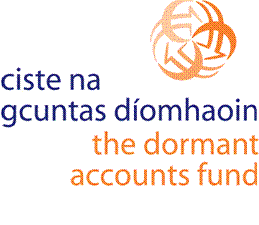 ciste na
gcuntas díomhaoin
the dormant
accounts fund